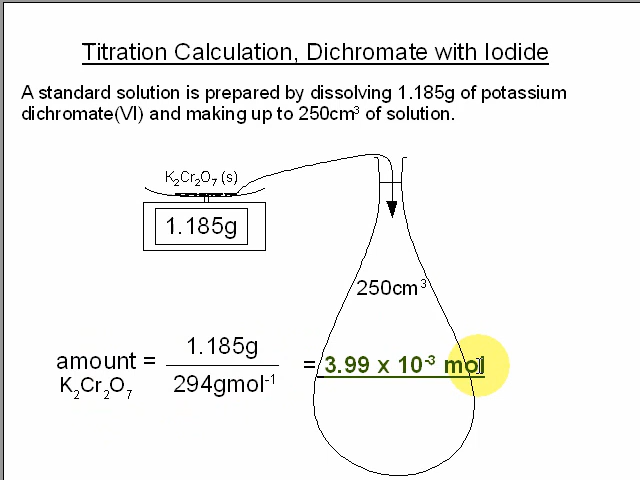 Titration Calculation, Dichromate with Iodide
A standard solution is prepared by dissolving 1.185g of potassium
dichromate(VI) and making up to 250cm³ of solution.
K₂Cr₂O₇ (s)
1.185g
250cm³
amount = 1.185g / 294gmol⁻¹ = 3.99 x 10⁻³ mol
K₂Cr₂O₇